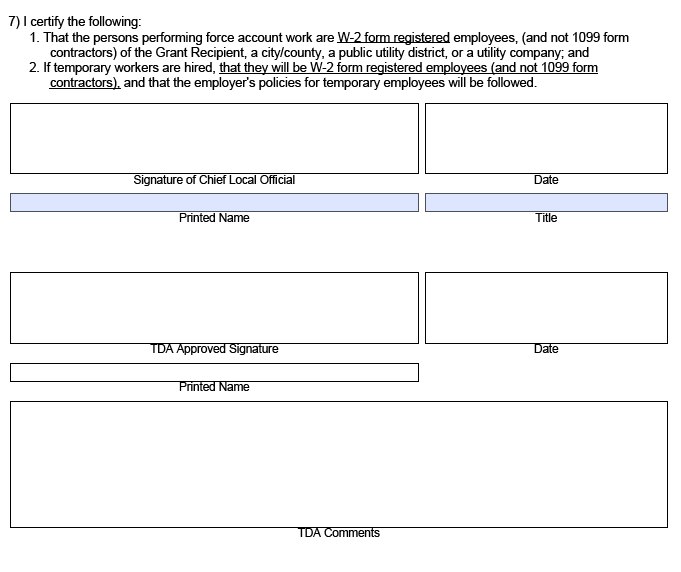 7) I certify the following:
1. That the persons performing force account work are W-2 form registered employees, (and not 1099 form
contractors) of the Grant Recipient, a city/county, a public utility district, or a utility company; and
2. If temporary workers are hired, that they will be W-2 form registered employees (and not 1099 form
contractors), and that the employer's policies for temporary employees will be followed.
Signature of Chief Local Official
Date
Printed Name
Title
TDA Approved Signature
Date
Printed Name
TDA Comments